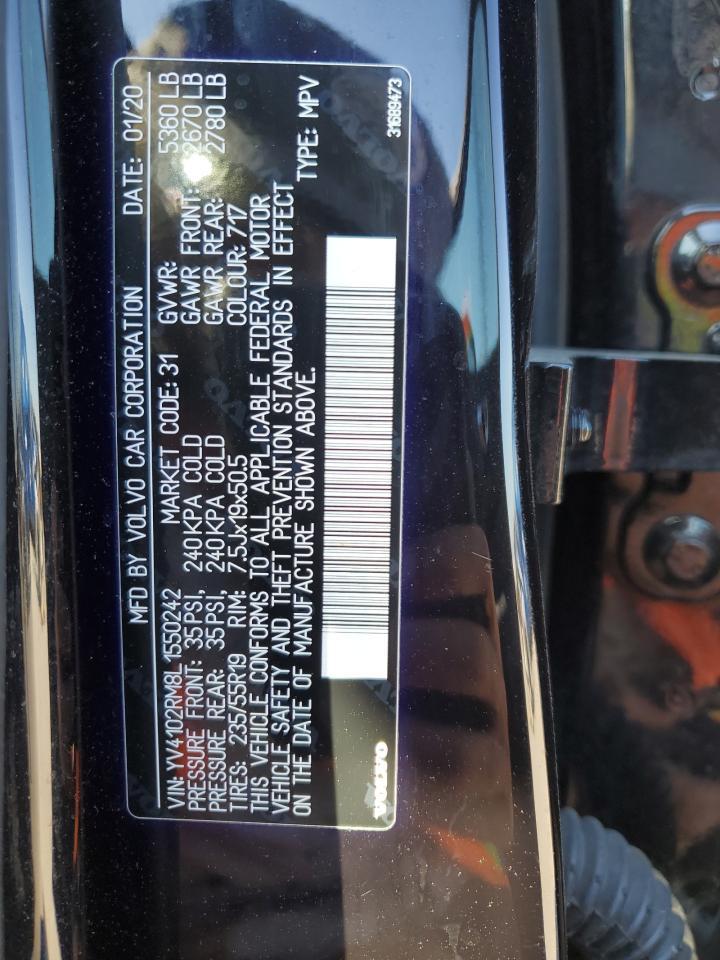 MFD BY VOLVO CAR CORPORATION DATE: 01/20
VIN: YV4102RM8L1550242 MARKET CODE: 31 GVWR: 5360 LB
PRESSURE FRONT: 35PSI, 240KPA COLD GAWR FRONT: 2670 LB
PRESSURE REAR: 35PSI, 240KPA COLD GAWR REAR: 2780 LB
TIRES: 235/55R19 RIM: 7.5Jx19x50.5 COLOUR: 717
THIS VEHICLE CONFORMS TO ALL APPLICABLE FEDERAL MOTOR
VEHICLE SAFETY AND THEFT PREVENTION STANDARDS IN EFFECT
ON THE DATE OF MANUFACTURE SHOWN ABOVE. TYPE: MPV
VOLVO 31689473